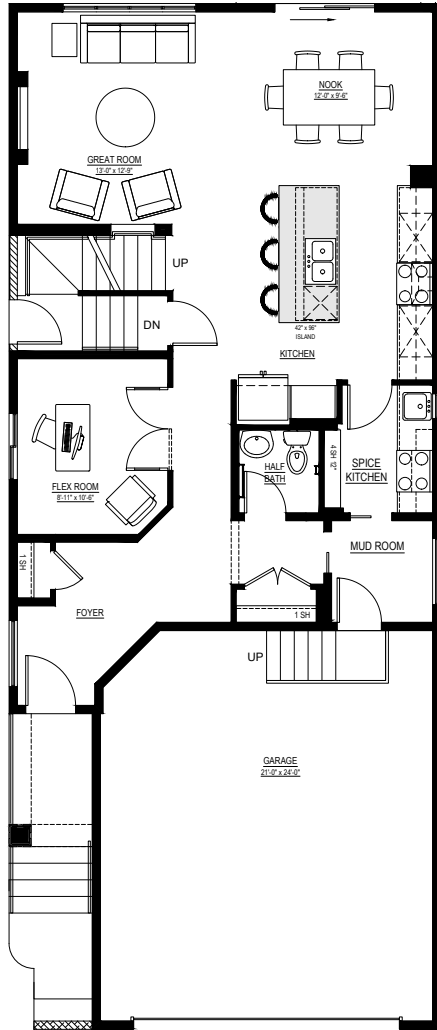 NOOK
12'-0" x 9'-6"
GREAT ROOM
13'-0" x 12'-9"
UP
DN
42" x 96"
ISLAND
KITCHEN
HALF
BATH
4 SH 12"
SPICE
KITCHEN
FLEX ROOM
8'-11" x 10'-6"
MUD ROOM
1 SH
FOYER
1 SH
UP
GARAGE
21'-0" x 24'-0"